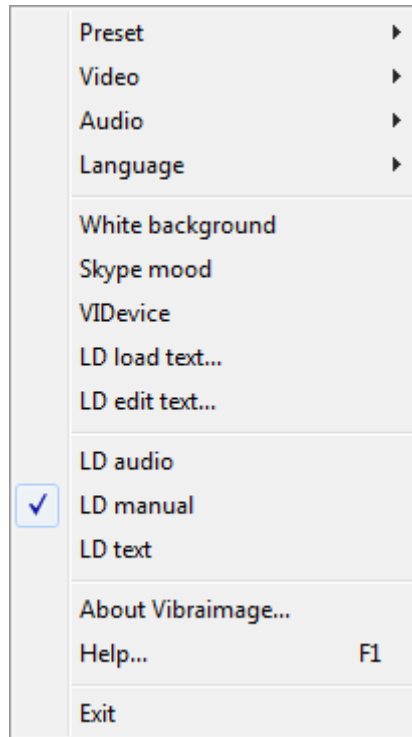 Preset
Video
Audio
Language
White background
Skype mood
VIDevice
LD load text...
LD edit text...
LD audio
LD manual
LD text
About Vibraimage...
Help... F1
Exit